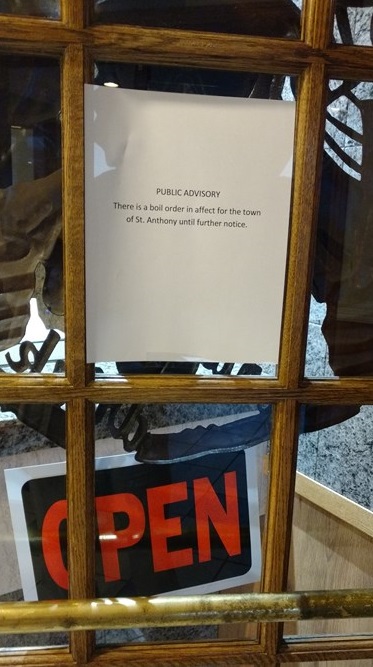 PUBLIC ADVISORY
There is a boil order in affect for the town
of St. Anthony until further notice.
OPEN